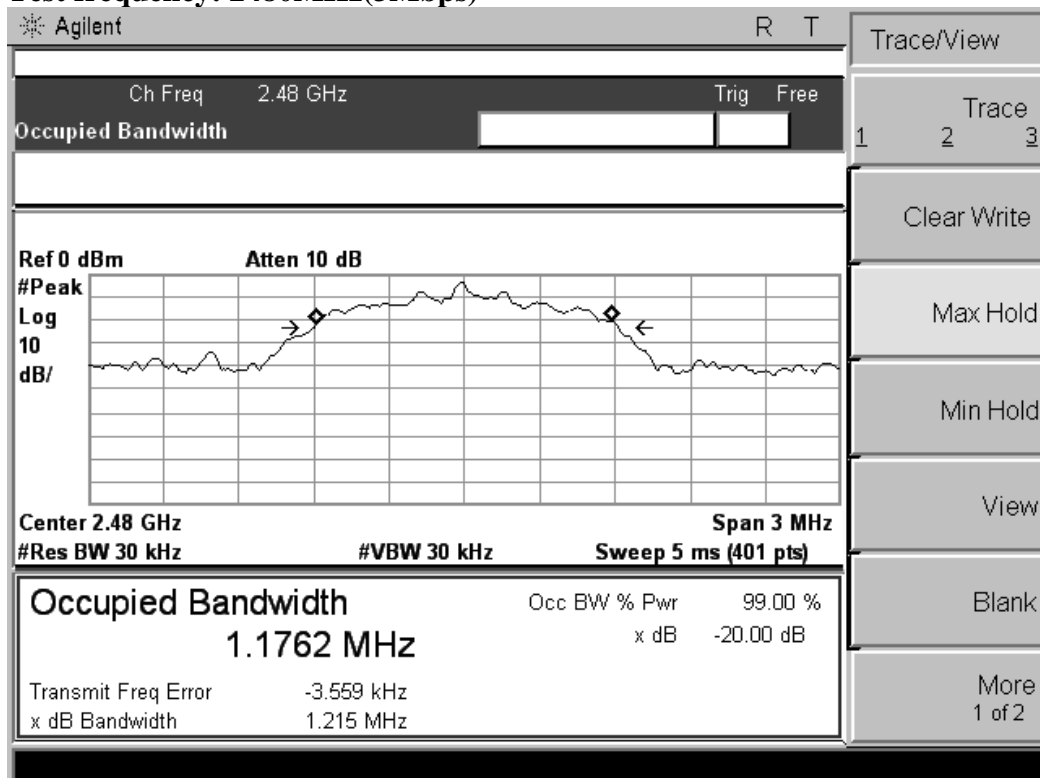 Test frequency: 2480MHz(3Mbps)
Agilent R T
Trace/View
Ch Freq 2.48 GHz Trig Free
Occupied Bandwidth
Trace
1 2 3
Clear Write
Ref 0 dBm Atten 10 dB
#Peak
Log
10
dB/
Max Hold
Min Hold
View
Center 2.48 GHz Span 3 MHz
#Res BW 30 kHz #VBW 30 kHz Sweep 5 ms (401 pts)
Occupied Bandwidth Occ BW % Pwr 99.00 %
1.1762 MHz x dB -20.00 dB
Blank
Transmit Freq Error -3.559 kHz
x dB Bandwidth 1.215 MHz
More
1 of 2